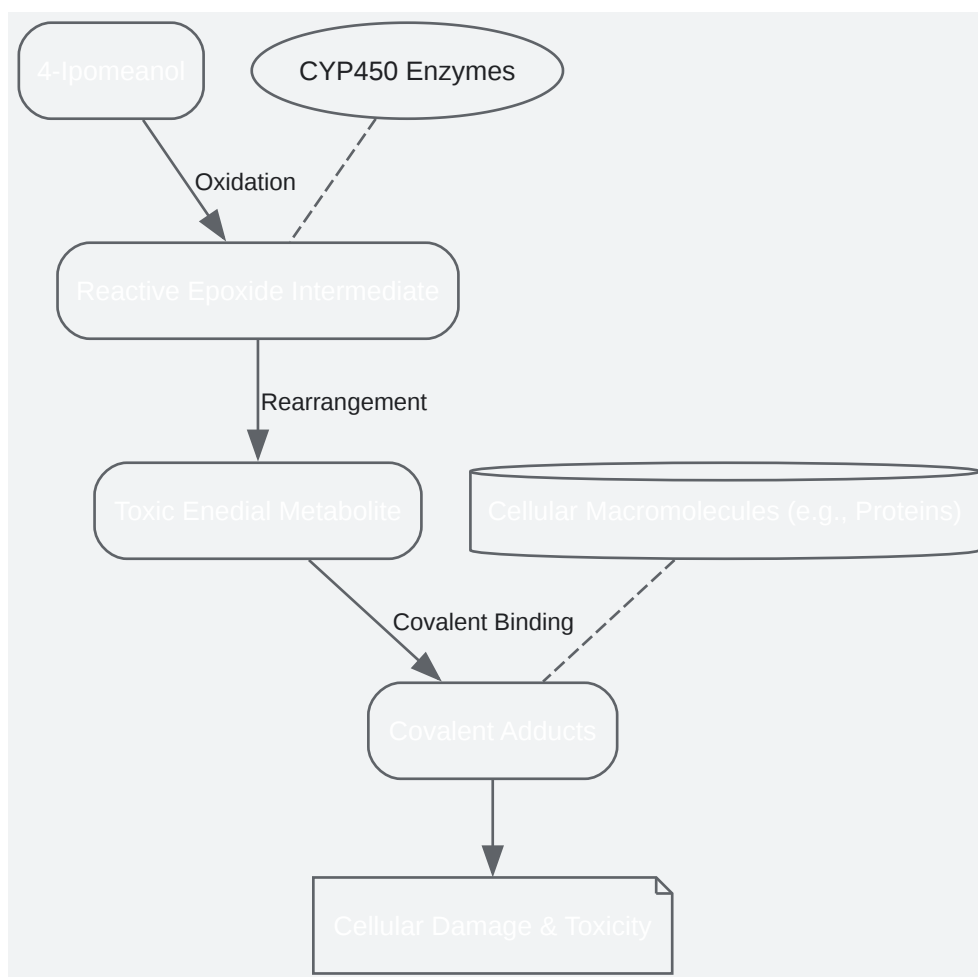 4-Ipomeanol
CYP450 Enzymes
Oxidation
Reactive Epoxide Intermediate
Rearrangement
Toxic Enedial Metabolite
Cellular Macromolecules (e.g., Proteins)
Covalent Binding
Covalent Adducts
Cellular Damage & Toxicity